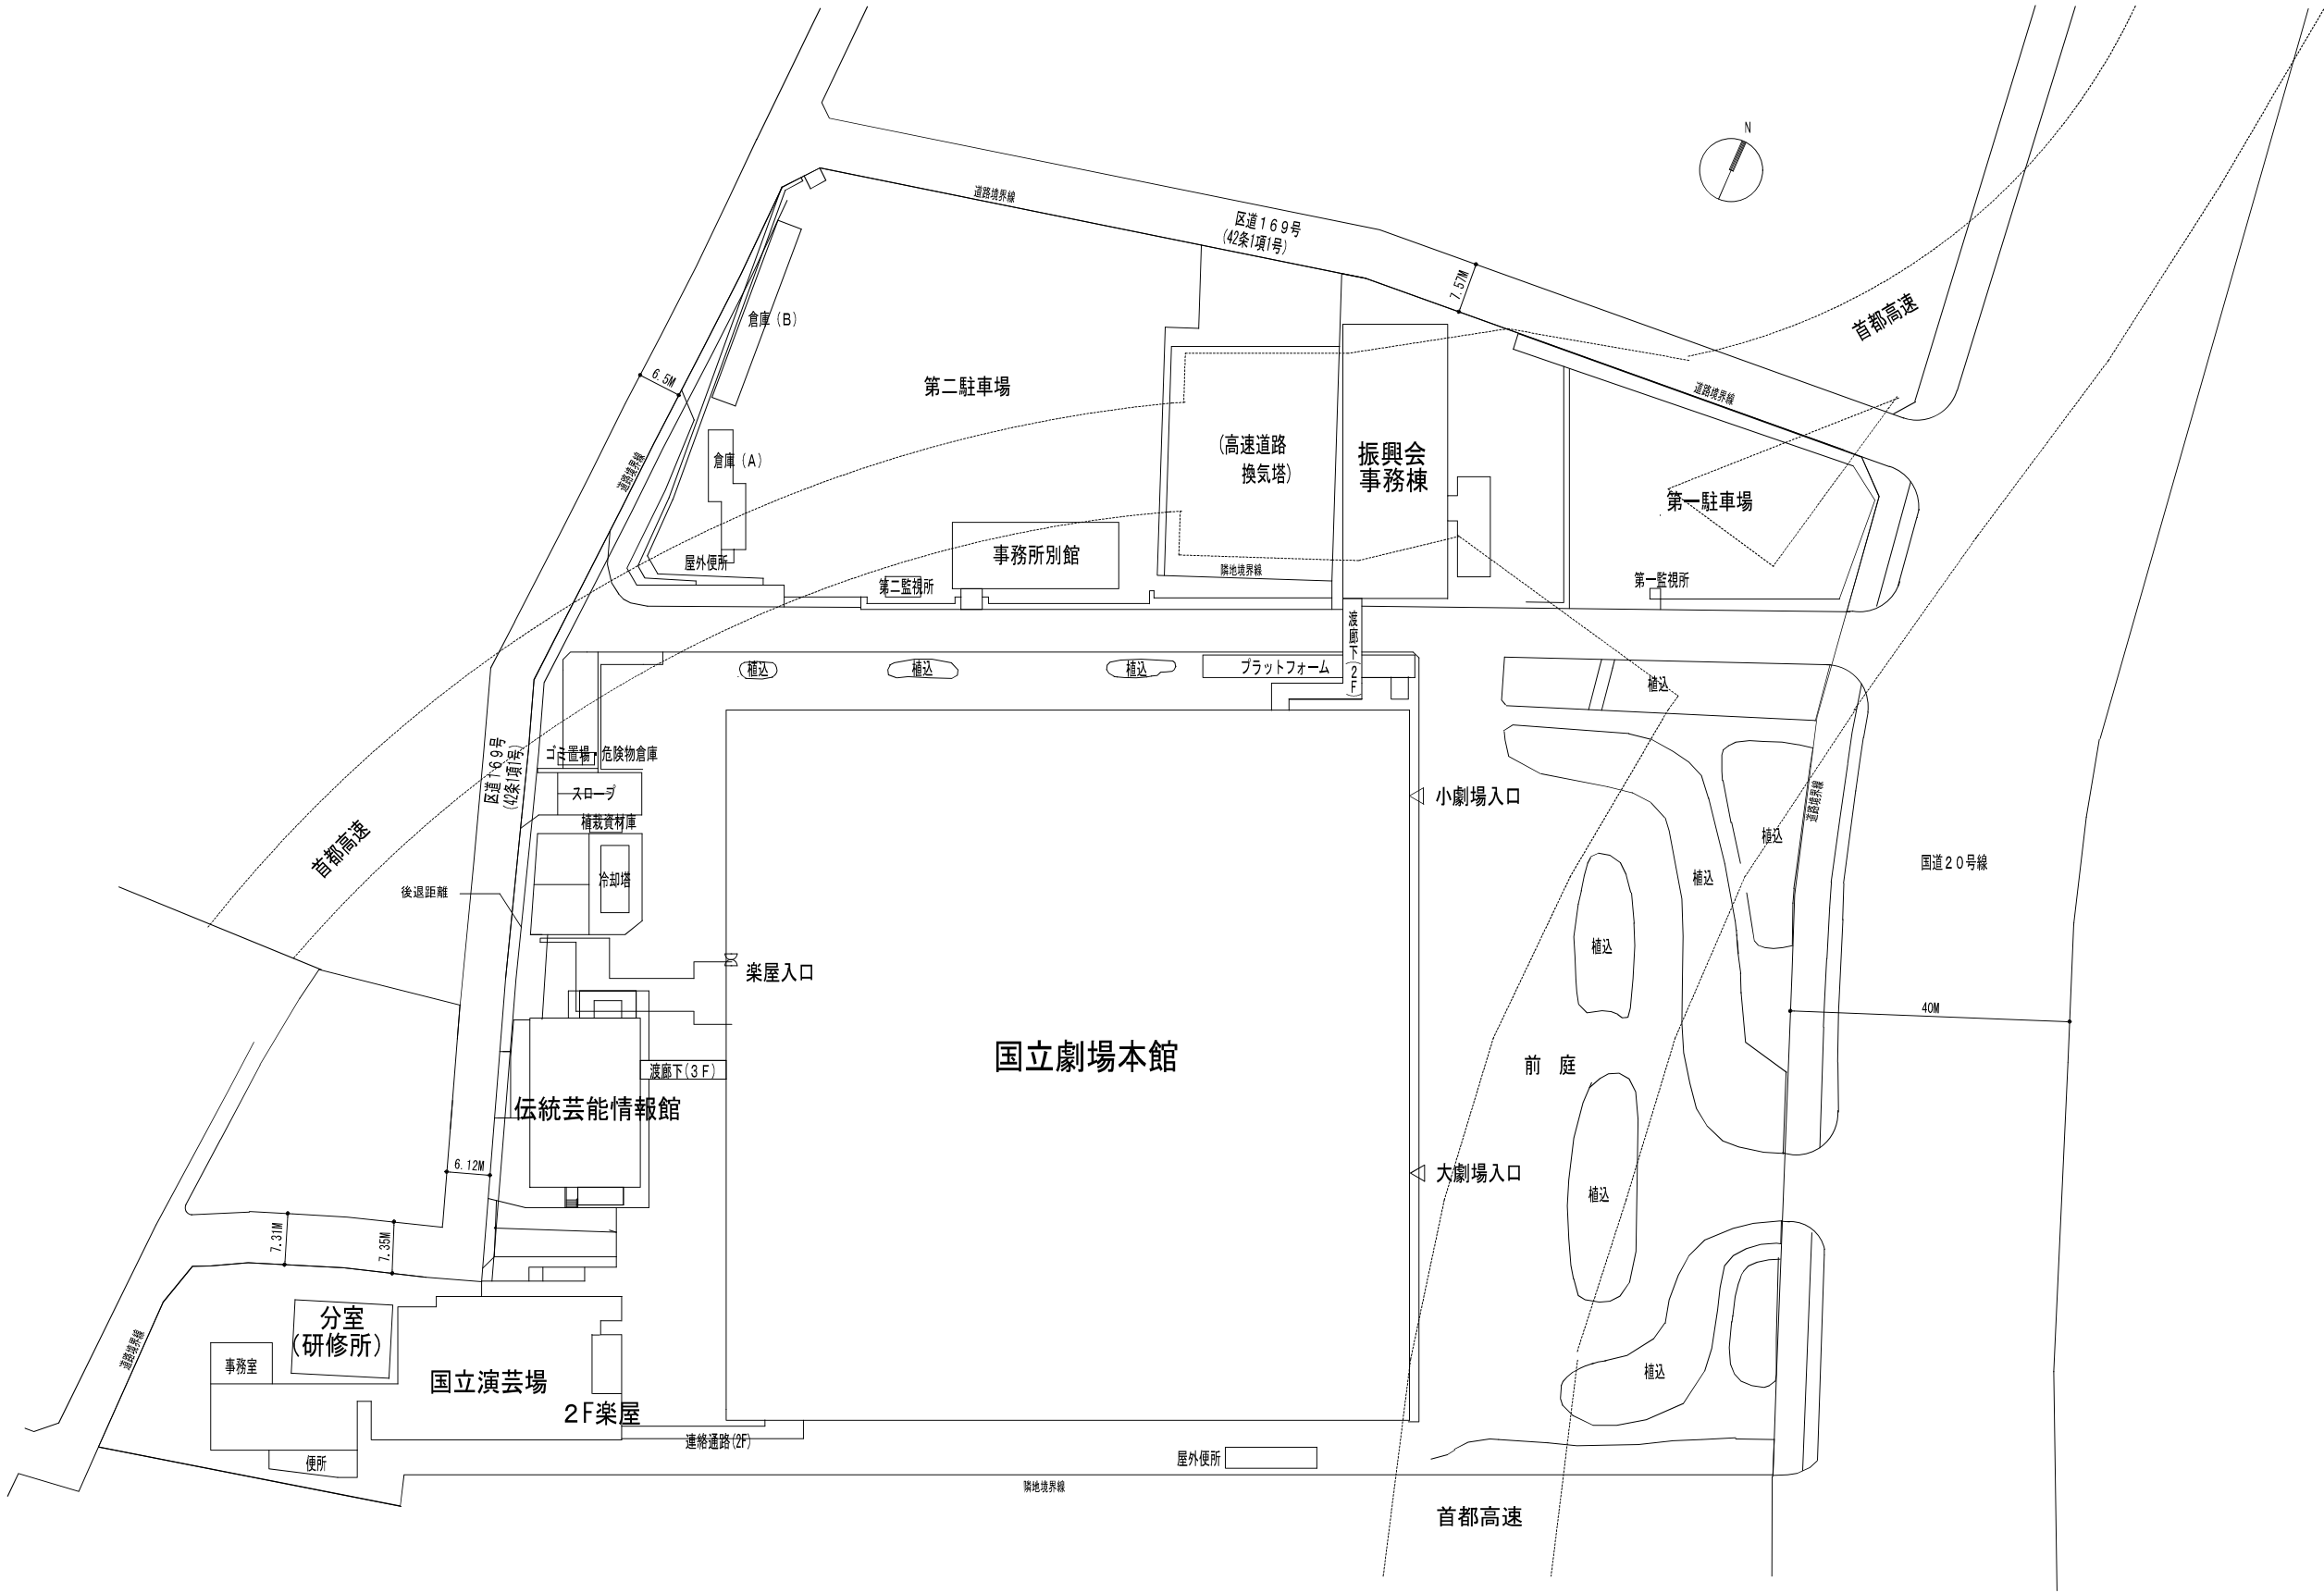 N
道路境界線
区道169号
(42条1項1号)
7.57M
首都高速
倉庫(B)
6.5M
第二駐車場
道路境界線
(高速道路
換気塔)
振興会
事務棟
倉庫(A)
道路境界線
第一駐車場
事務所別館
屋外便所
隣地境界線
第二監視所
第一監視所
渡廊下(2F)
植込
植込
植込
プラットフォーム
植込
区道169号
(42条1項1号)
ゴミ置場・危険物倉庫
スロープ
小劇場入口
道路境界線
植栽資材庫
植込
首都高速
国道20号線
冷却塔
植込
後退距離
植込
楽屋入口
40M
国立劇場本館
前 庭
渡廊下(3F)
伝統芸能情報館
6.12M
大劇場入口
植込
7.31M
7.35M
分室
(研修所)
道路境界線
事務室
国立演芸場
植込
2F楽屋
連絡通路(2F)
便所
屋外便所
隣地境界線
首都高速